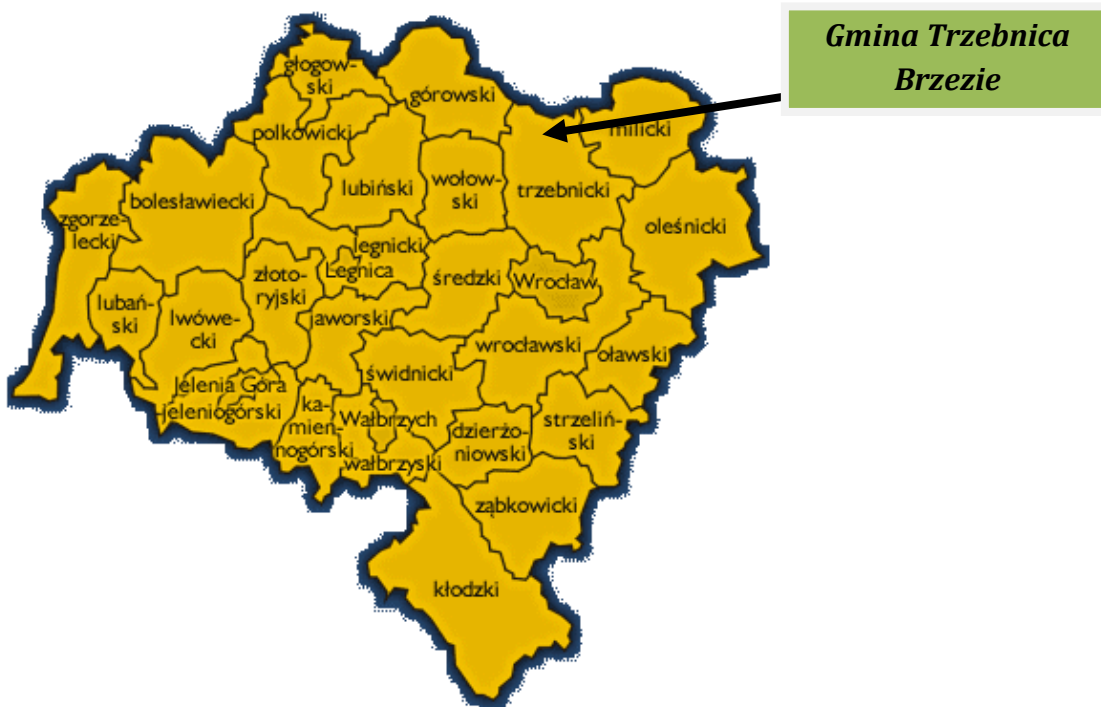 Gmina Trzebnica
Brzezie
głogow-
ski
górowski
milicki
polkowicki
lubiński
wołow-
ski
trzebnicki
bolesławiecki
zgorze-
lecki
oleśnicki
legnicki
Legnica
złoto-
ryjski
średzki
Wrocław
lubań-
ski
lwówe-
cki
jaworski
wrocławski
oławski
świdnicki
Jelenia Góra
jeleniogórski
ka-
mien-
nogórski
Wałbrzych
wałbrzyski
dzierżo-
niowski
strzeliń-
ski
ząbkowicki
kłodzki